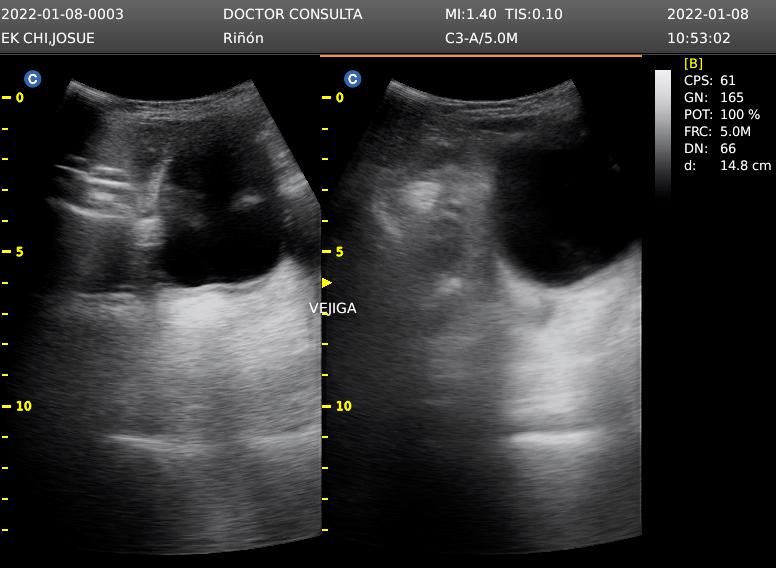 2022-01-08-0003 DOCTOR CONSULTA MI:1.40 TIS:0.10 2022-01-08
EK CHI,JOSUE Riñón C3-A/5.0M 10:53:02
C C [B]
0 0 CPS: 61
GN: 165
POT: 100 %
FRC: 5.0M
DN: 66
d: 14.8 cm
5 5
VEJIGA
10 10